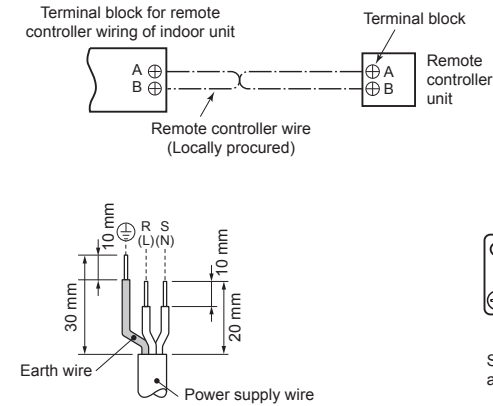 Terminal block for remote
controller wiring of indoor unit
Terminal block
A
B
A
B
Remote
controller
unit
Remote controller wire
(Locally procured)
10 mm
R S
(L) (N)
10 mm
30 mm
20 mm
Earth wire
Power supply wire
S
a